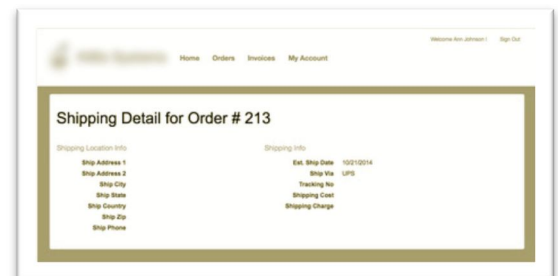 Welcome Ann Johnson ! Sign Out
Home Orders Invoices My Account
Shipping Detail for Order # 213
Shipping Location Info
Ship Address 1
Ship Address 2
Ship City
Ship State
Ship Country
Ship Zip
Ship Phone
Shipping Info
Est. Ship Date 10/21/2014
Ship Via UPS
Tracking No
Shipping Cost
Shipping Charge